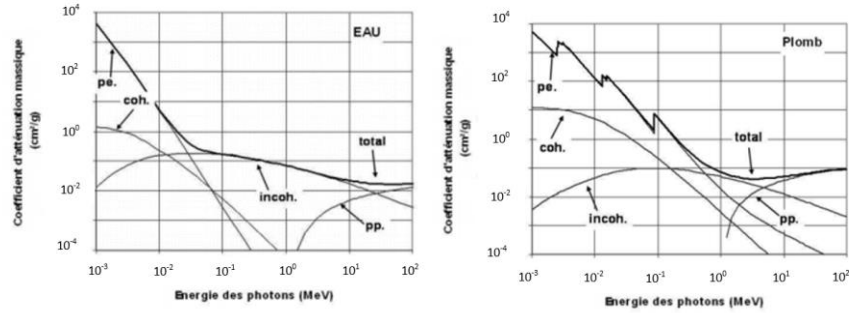 Coefficient d'atténuation massique
(cm²/g)
10⁴
10²
10⁰
10⁻²
10⁻⁴
EAU
pe.
coh.
total
incoh.
pp.
10⁻³
10⁻²
10⁻¹
10⁰
10¹
10²
Energie des photons (MeV)
Coefficient d'atténuation massique
(cm²/g)
10⁴
10²
10⁰
10⁻²
10⁻⁴
Plomb
pe.
coh.
total
incoh.
pp.
10⁻³
10⁻²
10⁻¹
10⁰
10¹
10²
Energie des photons (MeV)